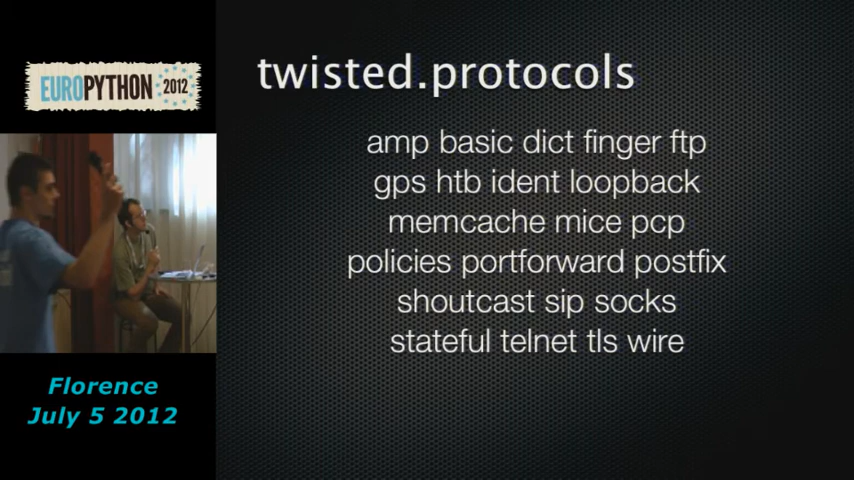 EUROPYTHON 2012
Florence
July 5 2012
twisted.protocols
amp basic dict finger ftp
gps htb ident loopback
memcache mice pcp
policies portforward postfix
shoutcast sip socks
stateful telnet tls wire